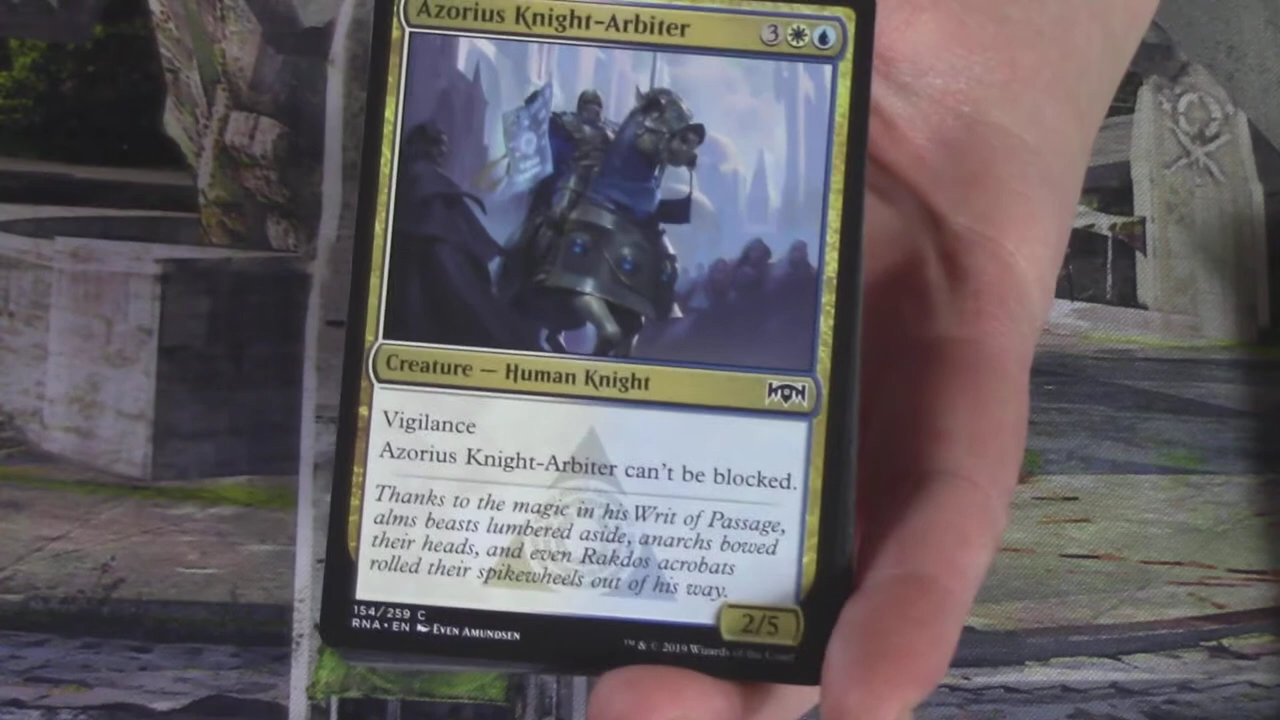 Azorius Knight-Arbiter 3
Creature — Human Knight
Vigilance
Azorius Knight-Arbiter can't be blocked.
Thanks to the magic in his Writ of Passage,
alms beasts lumbered aside, anarchs bowed
their heads, and even Rakdos acrobats
rolled their spikewheels out of his way.
2/5
154/259 C
RNA • EN Even Amundsen
™ & © 2019 Wizards of the Coast